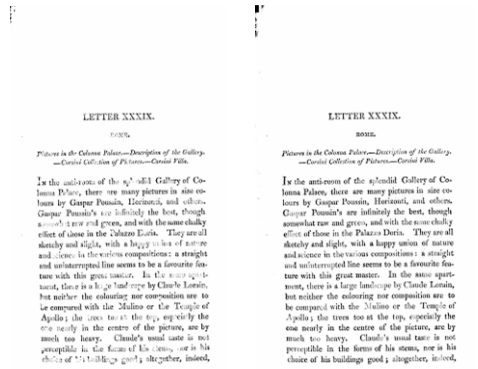 LETTER XXXIX.
ROME.
Pictures in the Colonna Palace.—Description of the Gallery.
—Corsini Collection of Pictures.—Corsini Villa.
In the anti-room of the splendid Gallery of Co-
lonna Palace, there are many pictures in size co-
lours by Gaspar Poussin, Horizonti, and others.
Gaspar Poussin's are infinitely the best, though
somewhat raw and green, and with the same chalky
effect of those in the Palazzo Doria. They are all
sketchy and slight, with a happy union of nature
and science in the various compositions: a straight
and uninterrupted line seems to be a favourite fea-
ture with this great master. In the same apart-
ment, there is a large landscape by Claude Lorain,
but neither the colouring nor composition are to
be compared with the Mulino or the Temple of
Apollo; the trees too at the top, especially the
one nearly in the centre of the picture, are by
much too heavy. Claude's usual taste is not
perceptible in the forms of his stems, nor is his
choice of his buildings good; altogether, indeed,
LETTER XXXIX.
ROME.
Pictures in the Colonna Palace.—Description of the Gallery.
—Corsini Collection of Pictures.—Corsini Villa.
In the anti-room of the splendid Gallery of Co-
lonna Palace, there are many pictures in size co-
lours by Gaspar Poussin, Horizonti, and others.
Gaspar Poussin's are infinitely the best, though
somewhat raw and green, and with the same chalky
effect of those in the Palazzo Doria. They are all
sketchy and slight, with a happy union of nature
and science in the various compositions: a straight
and uninterrupted line seems to be a favourite fea-
ture with this great master. In the same apart-
ment, there is a large landscape by Claude Lorain,
but neither the colouring nor composition are to
be compared with the Mulino or the Temple of
Apollo; the trees too at the top, especially the
one nearly in the centre of the picture, are by
much too heavy. Claude's usual taste is not
perceptible in the forms of his stems, nor is his
choice of his buildings good; altogether, indeed,